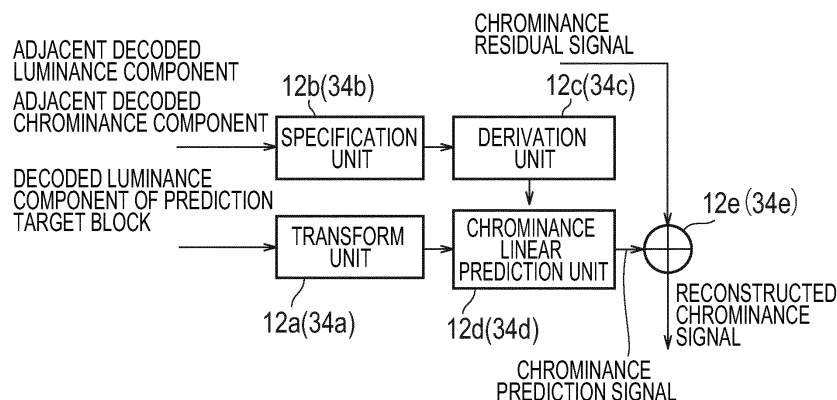 CHROMINANCE
RESIDUAL SIGNAL
ADJACENT DECODED
LUMINANCE COMPONENT
ADJACENT DECODED
CHROMINANCE COMPONENT
12b(34b)
12c(34c)
SPECIFICATION
UNIT
DERIVATION
UNIT
DECODED LUMINANCE
COMPONENT OF PREDICTION
TARGET BLOCK
TRANSFORM
UNIT
CHROMINANCE
LINEAR
PREDICTION UNIT
12e(34e)
12a(34a)
12d(34d)
RECONSTRUCTED
CHROMINANCE
SIGNAL
CHROMINANCE
PREDICTION SIGNAL